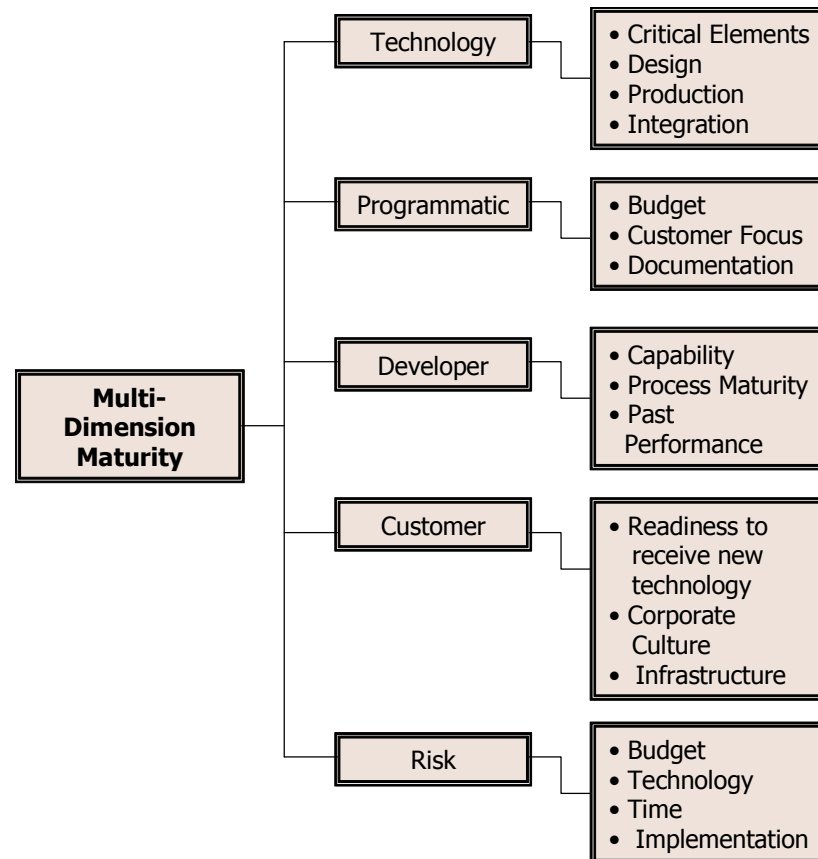 Technology
• Critical Elements
• Design
• Production
• Integration
Programmatic
• Budget
• Customer Focus
• Documentation
Multi-
Dimension
Maturity
Developer
• Capability
• Process Maturity
• Past
Performance
Customer
• Readiness to
receive new
technology
• Corporate
Culture
• Infrastructure
Risk
• Budget
• Technology
• Time
• Implementation